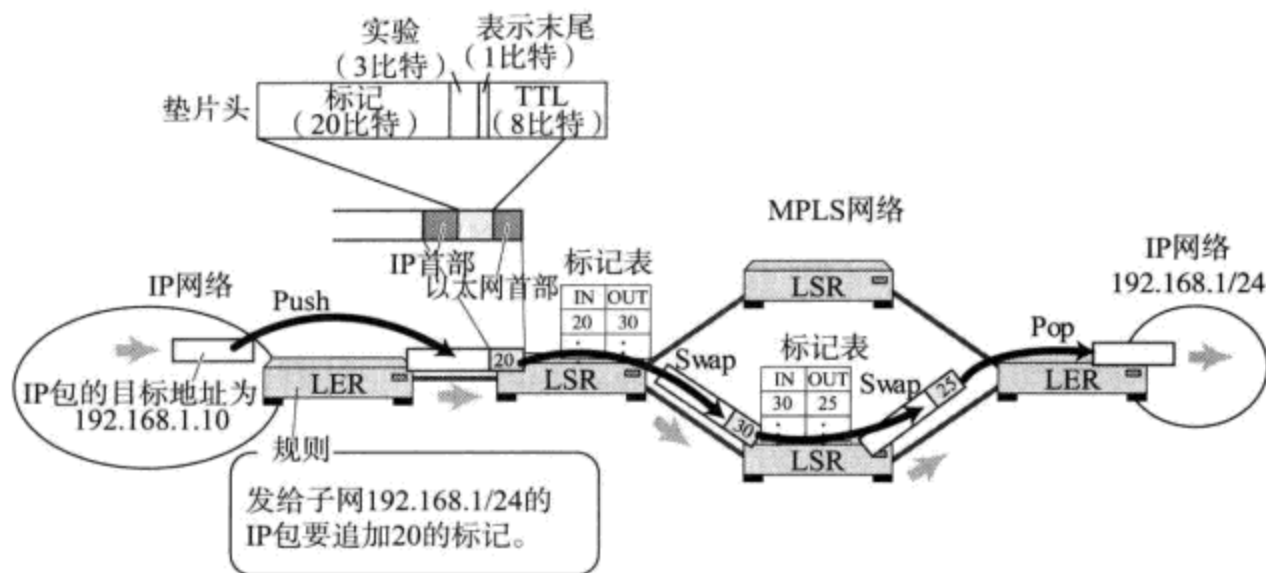 实验
（3比特）
表示末尾
（1比特）
垫片头
标记
（20比特）
TTL
（8比特）
IP首部
以太网首部
MPLS网络
IP网络
Push
IP包的目标地址为
192.168.1.10
LER
20
标记表
IN OUT
20 30
LSR
LSR
Swap
30
标记表
IN OUT
30 25
LSR
Swap
25
Pop
LER
IP网络
192.168.1/24
规则
发给子网192.168.1/24的
IP包要追加20的标记。